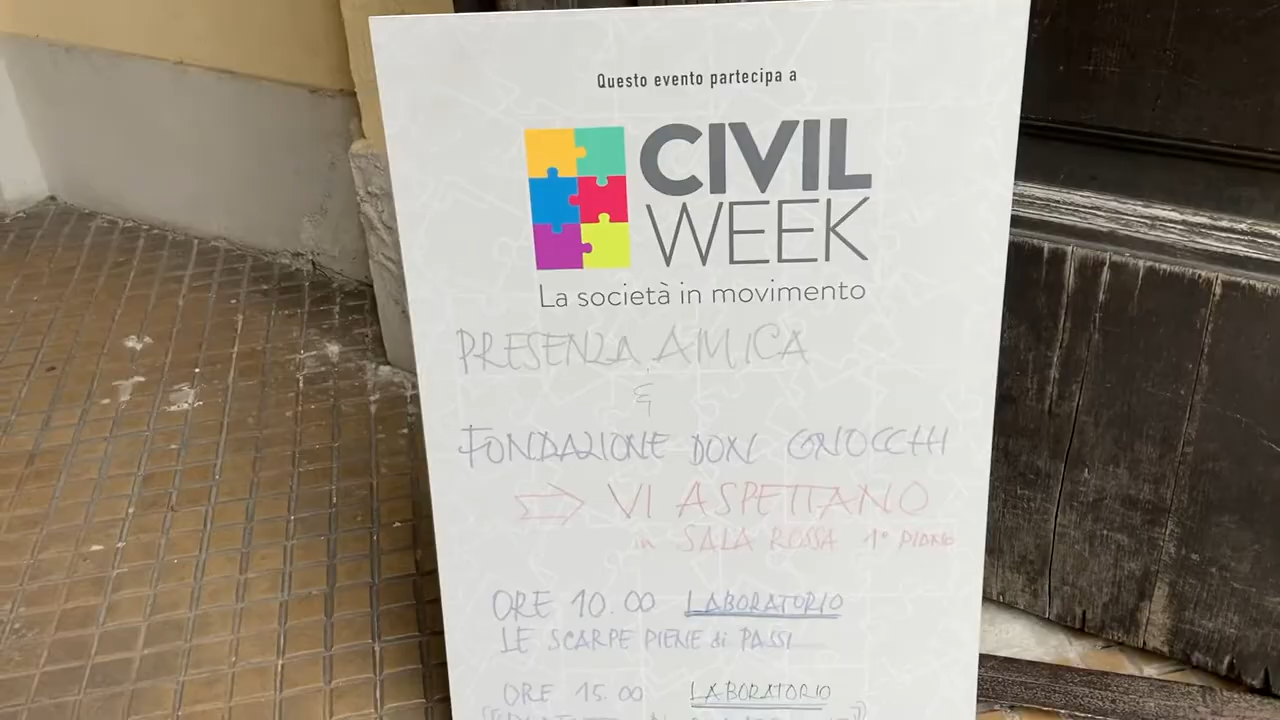 Questo evento partecipa a
CIVIL
WEEK
La società in movimento
PRESENZA AMICA
&
FONDAZIONE DON GNOCCHI
⇨ VI ASPETTANO
in SALA ROSSA 1° PIANO
ORE 10.00 LABORATORIO
LE SCARPE PIENE di PASSI
ORE 15.00 LABORATORIO